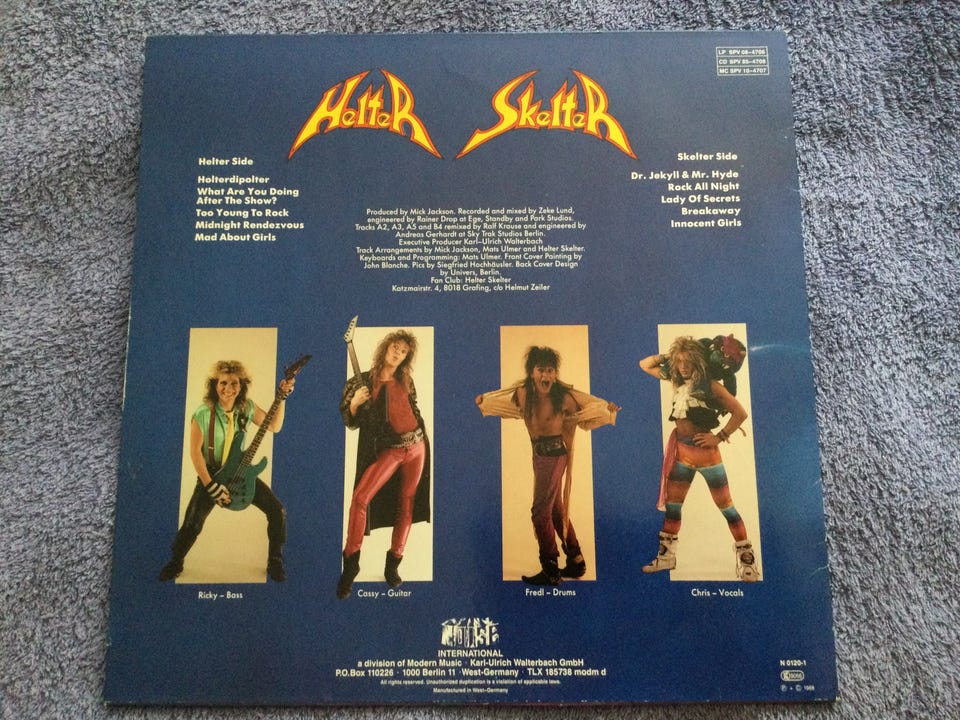 LP SPV 08-4706
CD SPV 85-4708
MC SPV 10-4707
Helter Skelter
Helter Side
Holterdipolter
What Are You Doing
After The Show?
Too Young To Rock
Midnight Rendezvous
Mad About Girls
Skelter Side
Dr. Jekyll & Mr. Hyde
Rock All Night
Lady Of Secrets
Breakaway
Innocent Girls
Produced by Mick Jackson. Recorded and mixed by Zeke Lund,
engineered by Rainer Drop at Ege, Standby and Park Studios.
Tracks A2, A3, A5 and B4 remixed by Ralf Krause and engineered by
Andreas Gerhardt at Sky Trak Studios Berlin.
Executive Producer Karl-Ulrich Walterbach
Track Arrangements by Mick Jackson, Mats Ulmer and Helter Skelter.
Keyboards and Programming: Mats Ulmer. Front Cover Painting by
John Blanche. Pics by Siegfried Hochhäusler. Back Cover Design
by Univers, Berlin.
Fan Club: Helter Skelter
Katzmairstr. 4, 8018 Grafing, c/o Helmut Zeiler
Ricky – Bass
Cassy – Guitar
Fredl – Drums
Chris – Vocals
NOISE
INTERNATIONAL
a division of Modern Music · Karl-Ulrich Walterbach GmbH
P.O.Box 110226 · 1000 Berlin 11 · West-Germany · TLX 185738 modm d
All rights reserved. Unauthorized duplication is a violation of applicable laws.
Manufactured in West-Germany
N 0120-1
℗ + © 1988